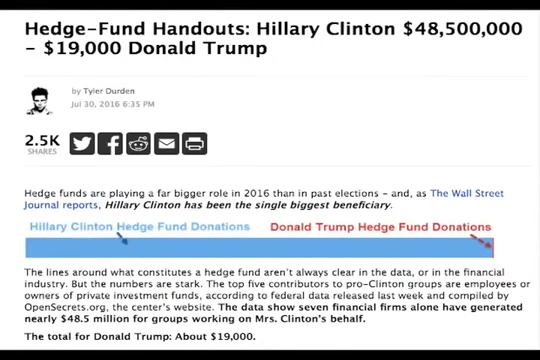 Hedge-Fund Handouts: Hillary Clinton $48,500,000
- $19,000 Donald Trump
by Tyler Durden
Jul 30, 2016 6:35 PM
2.5K
SHARES
Hedge funds are playing a far bigger role in 2016 than in past elections – and, as The Wall Street
Journal reports, Hillary Clinton has been the single biggest beneficiary.
Hillary Clinton Hedge Fund Donations
Donald Trump Hedge Fund Donations
The lines around what constitutes a hedge fund aren't always clear in the data, or in the financial
industry. But the numbers are stark. The top five contributors to pro-Clinton groups are employees or
owners of private investment funds, according to federal data released last week and compiled by
OpenSecrets.org, the center's website. The data show seven financial firms alone have generated
nearly $48.5 million for groups working on Mrs. Clinton's behalf.
The total for Donald Trump: About $19,000.